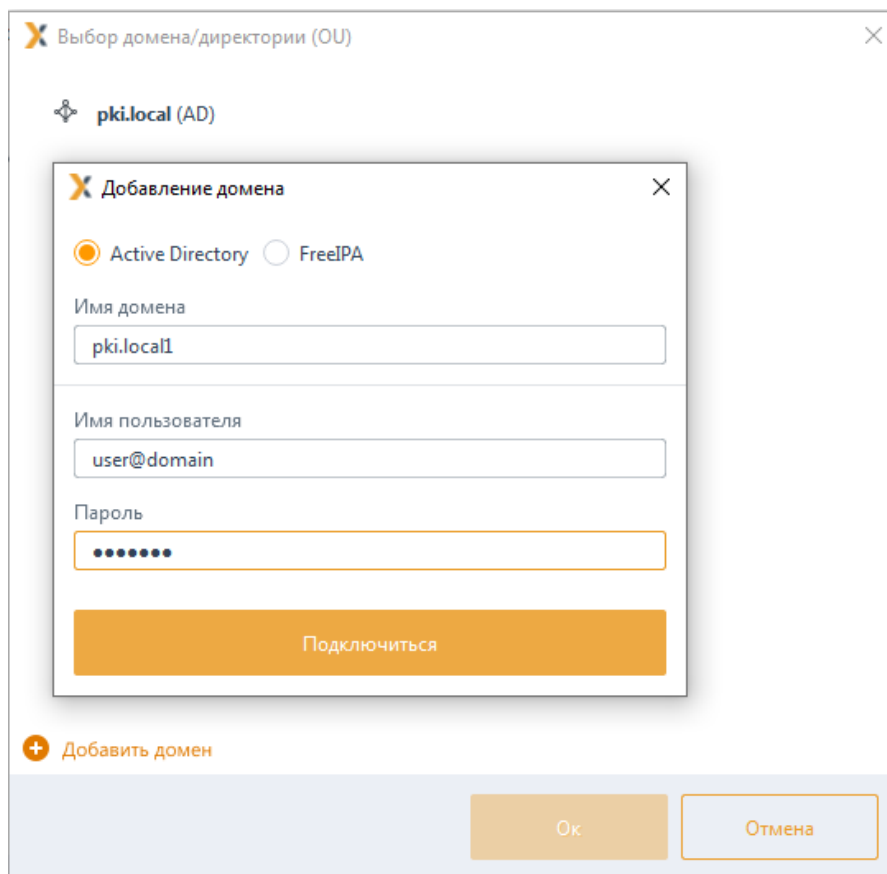 Выбор домена/директории (OU)
pki.local (AD)
Добавление домена
Active Directory FreeIPA
Имя домена
pki.local1
Имя пользователя
user@domain
Пароль
•••••••
Подключиться
Добавить домен
Ок Отмена